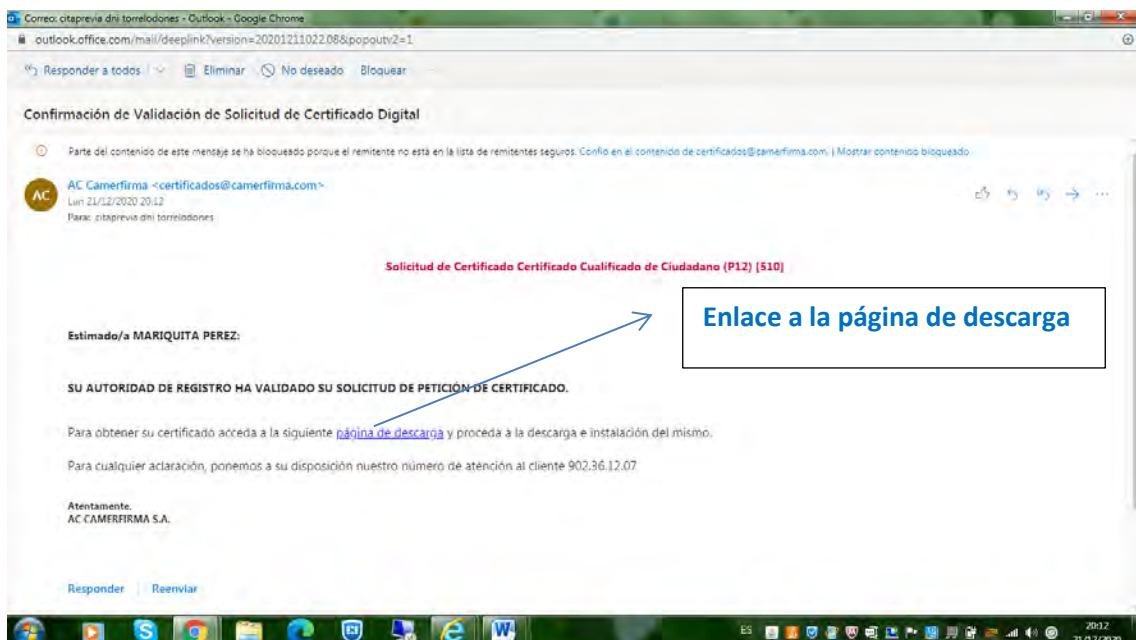 Correo: citaprevia dni torrelodones - Outlook - Google Chrome
outlook.office.com/mail/deeplink?version=20201211022.08&popoutv2=1
Responder a todos Eliminar No deseado Bloquear
Confirmación de Validación de Solicitud de Certificado Digital
Parte del contenido de este mensaje se ha bloqueado porque el remitente no está en la lista de remitentes seguros. Confío en el contenido de certificados@camerfirma.com. | Mostrar contenido bloqueado
AC
AC Camerfirma <certificados@camerfirma.com>
Lun 21/12/2020 20:12
Para: citaprevia dni torrelodones
Solicitud de Certificado Certificado Cualificado de Ciudadano (P12) [510]
Enlace a la página de descarga
Estimado/a MARIQUITA PEREZ:
SU AUTORIDAD DE REGISTRO HA VALIDADO SU SOLICITUD DE PETICIÓN DE CERTIFICADO.
Para obtener su certificado acceda a la siguiente página de descarga y proceda a la descarga e instalación del mismo.
Para cualquier aclaración, ponemos a su disposición nuestro número de atención al cliente 902.36.12.07
Atentamente.
AC CAMERFIRMA S.A.
Responder Reenviar
ES 20:12
21/12/2020